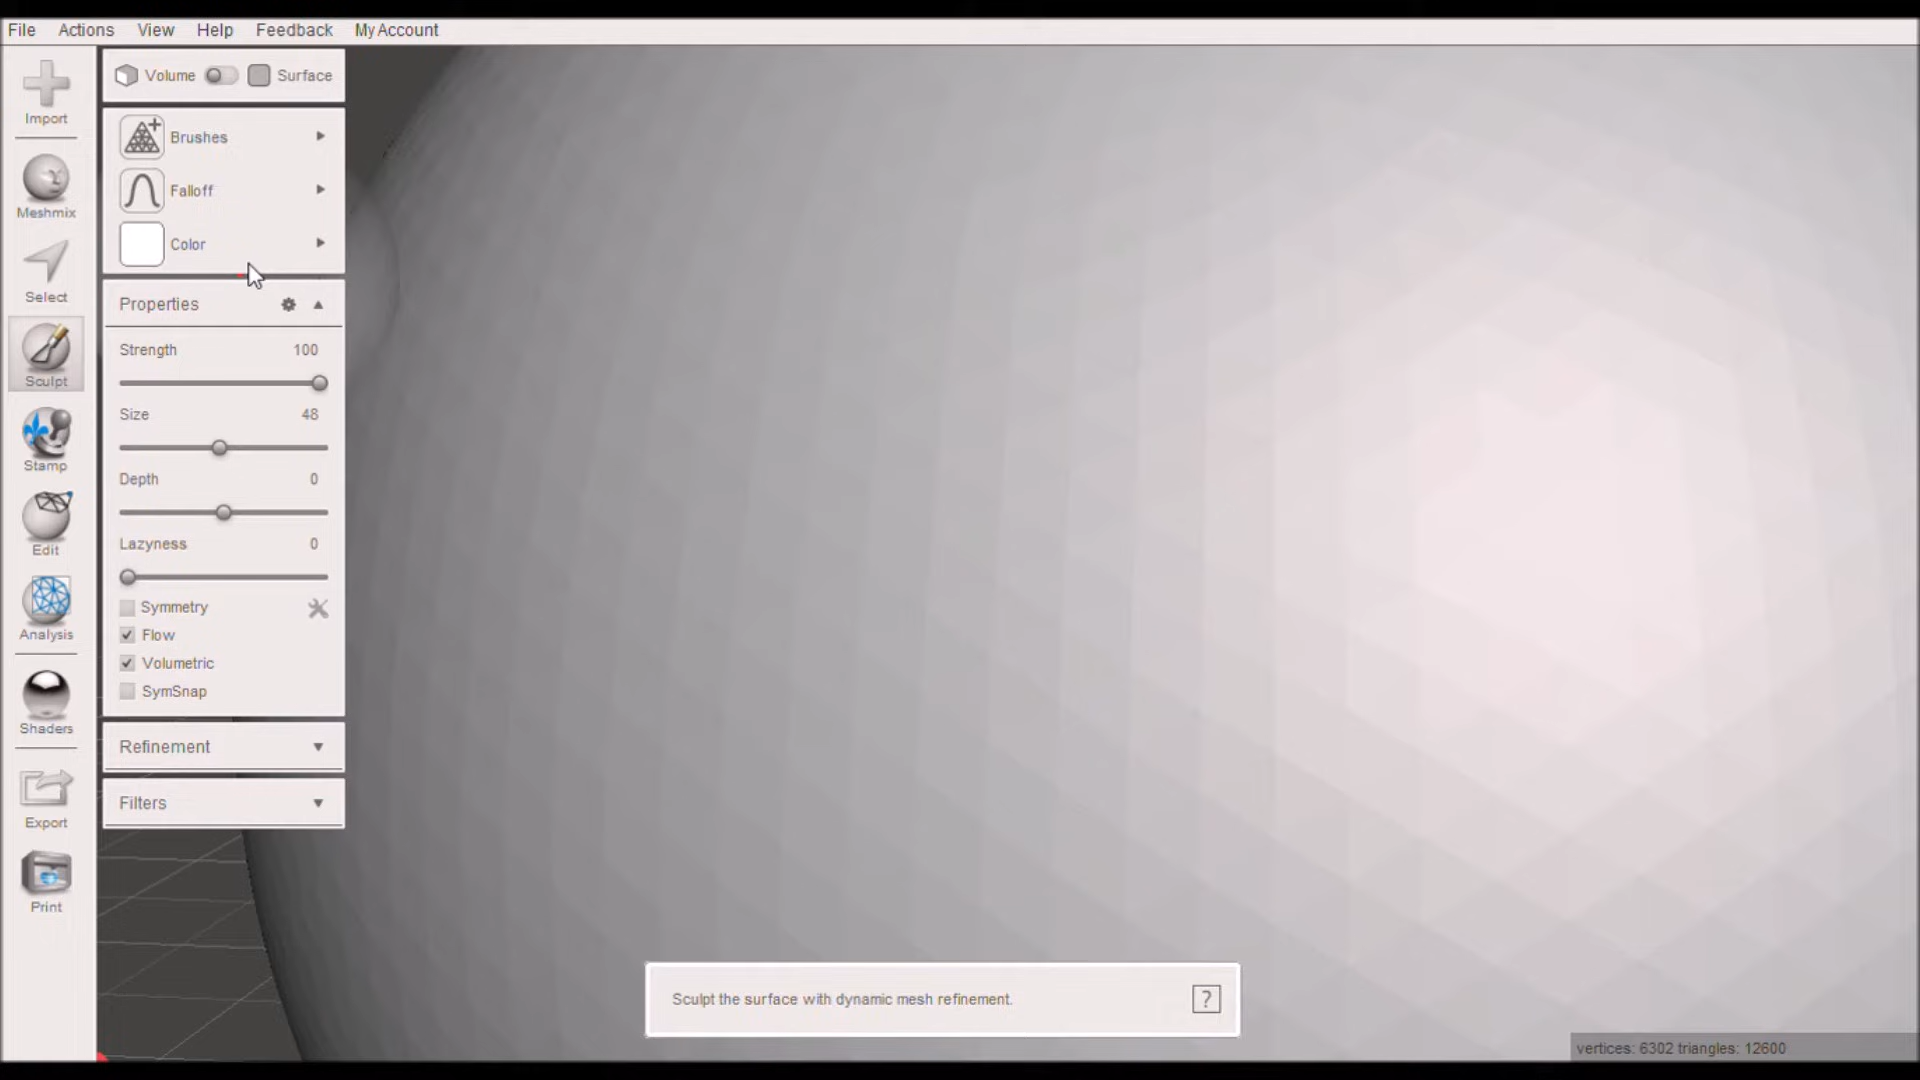 File Actions View Help Feedback My Account
Import
Meshmix
Select
Sculpt
Stamp
Edit
Analysis
Shaders
Export
Print
Volume Surface
Brushes
Falloff
Color
Properties
Strength 100
Size 48
Depth 0
Lazyness 0
Symmetry
Flow
Volumetric
SymSnap
Refinement
Filters
Sculpt the surface with dynamic mesh refinement. ?
vertices: 6302 triangles: 12600